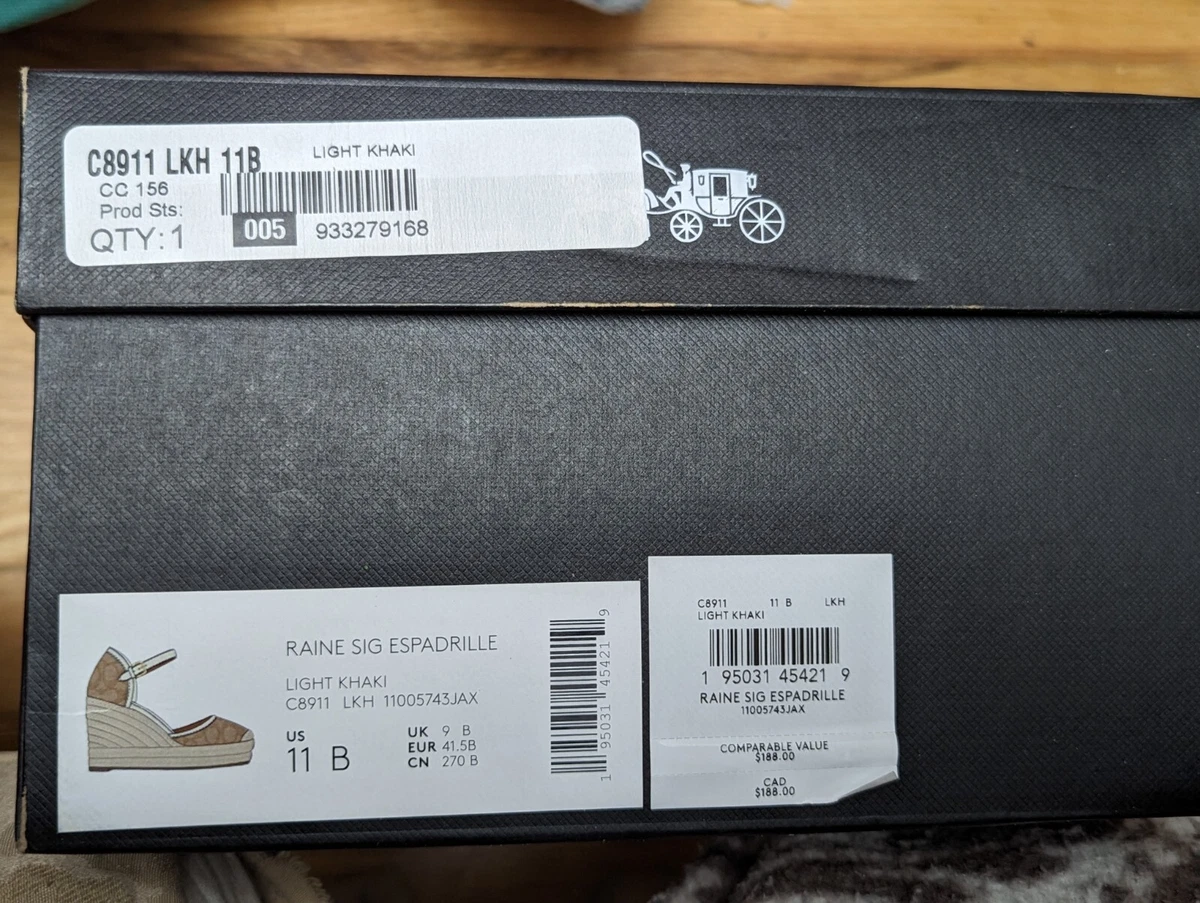 C8911 LKH 11B
LIGHT KHAKI
CC 156
Prod Sts:
QTY:1
005
933279168
RAINE SIG ESPADRILLE
LIGHT KHAKI
C8911 LKH 11005743JAX
US
11 B
UK 9 B
EUR 41.5B
CN 270 B
1 95031 45421 9
C8911 11 B LKH
LIGHT KHAKI
1 95031 45421 9
RAINE SIG ESPADRILLE
11005743JAX
COMPARABLE VALUE
$188.00
CAD
$188.00